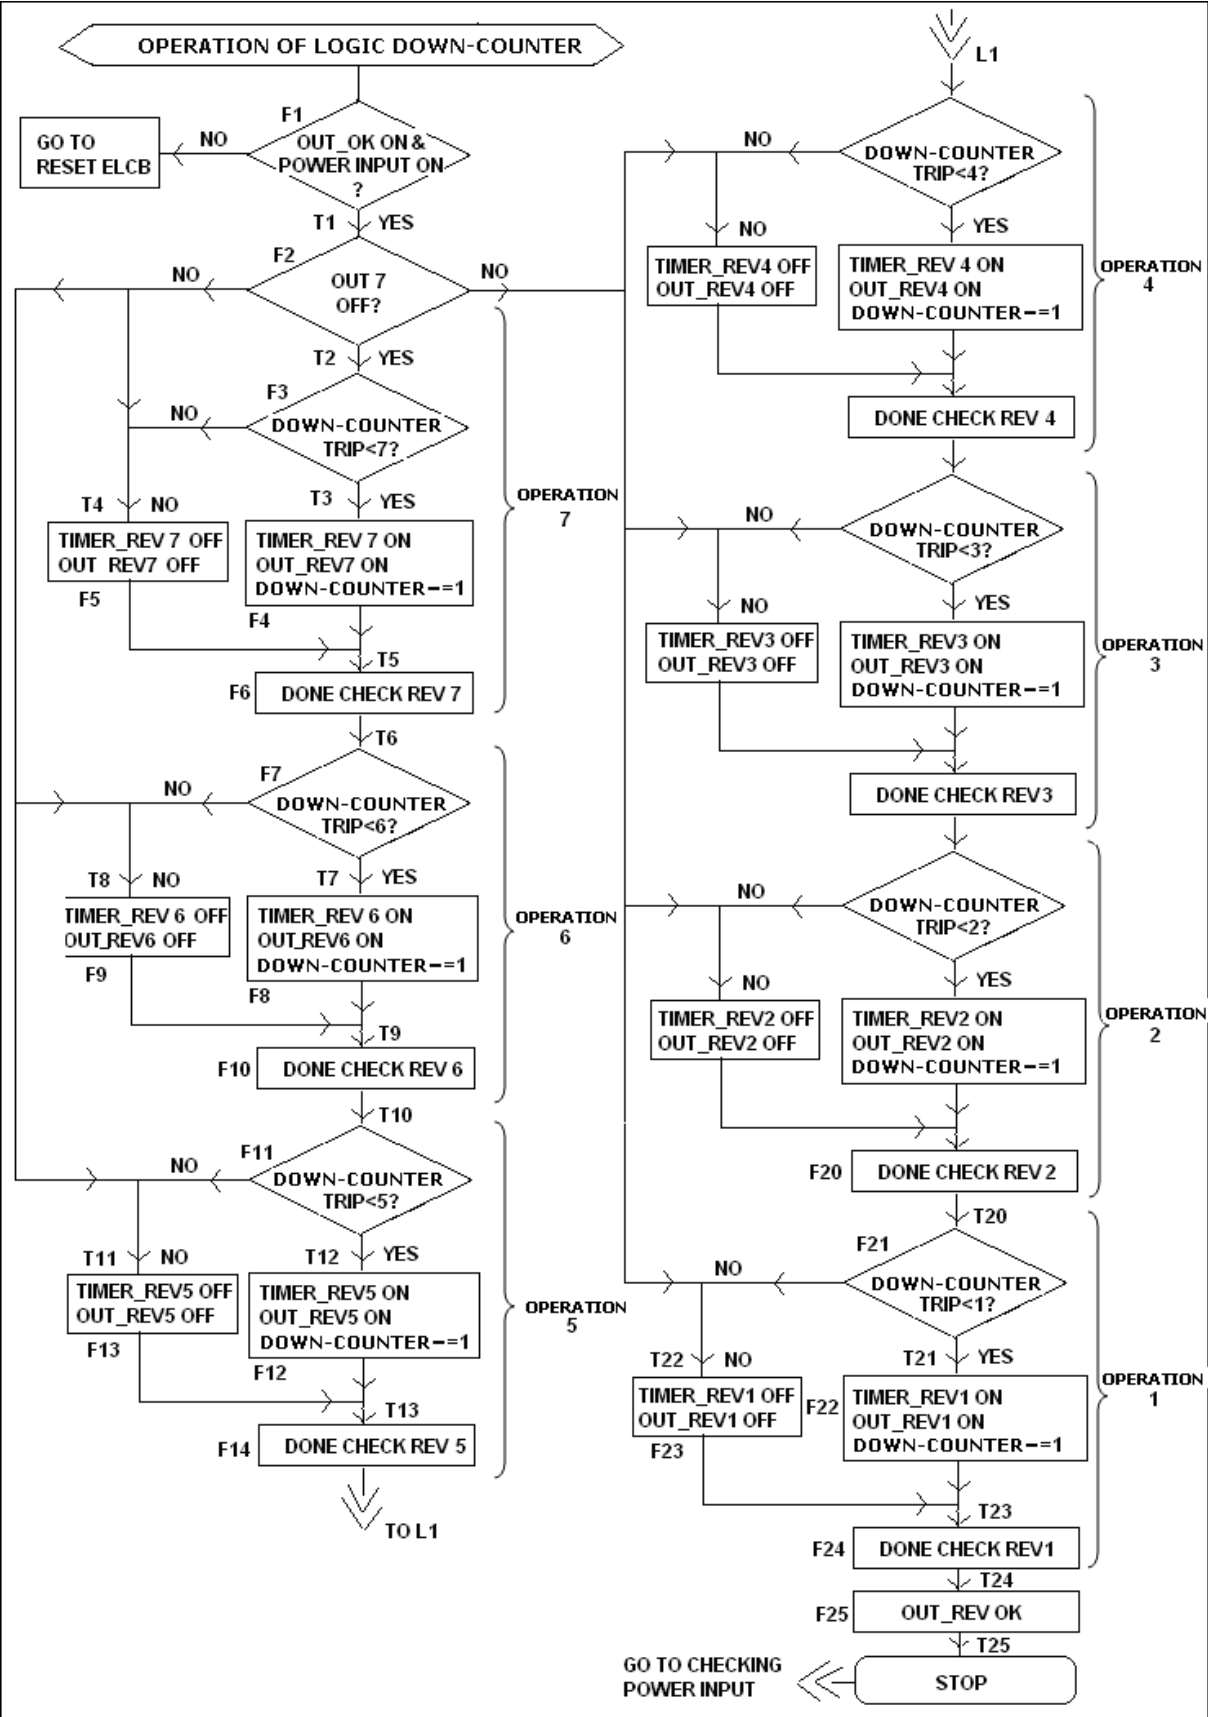 OPERATION OF LOGIC DOWN-COUNTER
F1
OUT_OK ON &
POWER INPUT ON
?
NO
GO TO
RESET ELCB
T1
YES
F2
OUT 7
OFF?
NO
NO
T2
YES
F3
DOWN-COUNTER
TRIP<7?
NO
T3
YES
T4
NO
TIMER_REV 7 OFF
OUT REV7 OFF
F5
TIMER_REV 7 ON
OUT_REV7 ON
DOWN-COUNTER-=1
F4
T5
F6
DONE CHECK REV 7
OPERATION
7
T6
F7
DOWN-COUNTER
TRIP<6?
NO
T7
YES
T8
NO
TIMER_REV 6 OFF
OUT_REV6 OFF
F9
TIMER_REV 6 ON
OUT_REV6 ON
DOWN-COUNTER-=1
F8
T9
F10
DONE CHECK REV 6
OPERATION
6
T10
F11
DOWN-COUNTER
TRIP<5?
NO
T11
NO
T12
YES
TIMER_REV5 OFF
OUT_REV5 OFF
F13
TIMER_REV5 ON
OUT_REV5 ON
DOWN-COUNTER-=1
F12
T13
F14
DONE CHECK REV 5
OPERATION
5
TO L1
L1
DOWN-COUNTER
TRIP<4?
NO
YES
NO
TIMER_REV4 OFF
OUT_REV4 OFF
TIMER_REV 4 ON
OUT_REV4 ON
DOWN-COUNTER-=1
DONE CHECK REV 4
OPERATION
4
DOWN-COUNTER
TRIP<3?
NO
YES
NO
TIMER_REV3 OFF
OUT_REV3 OFF
TIMER_REV3 ON
OUT_REV3 ON
DOWN-COUNTER-=1
DONE CHECK REV3
OPERATION
3
DOWN-COUNTER
TRIP<2?
NO
YES
NO
TIMER_REV2 OFF
OUT_REV2 OFF
TIMER_REV2 ON
OUT_REV2 ON
DOWN-COUNTER-=1
F20
DONE CHECK REV 2
OPERATION
2
T20
F21
DOWN-COUNTER
TRIP<1?
NO
T21
YES
T22
NO
TIMER_REV1 OFF
OUT_REV1 OFF
F23
F22
TIMER_REV1 ON
OUT_REV1 ON
DOWN-COUNTER-=1
T23
F24
DONE CHECK REV1
OPERATION
1
T24
F25
OUT_REV OK
T25
STOP
GO TO CHECKING
POWER INPUT